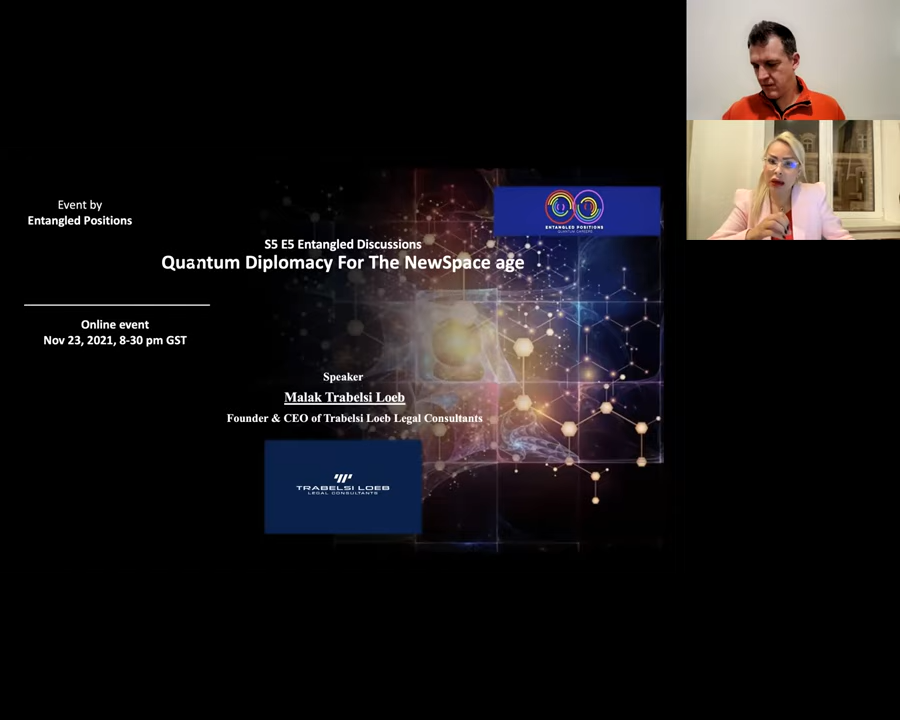 Event by
Entangled Positions
Online event
Nov 23, 2021, 8-30 pm GST
ENTANGLED POSITIONS
QUANTUM CAREERS
S5 E5 Entangled Discussions
Quantum Diplomacy For The NewSpace age
Speaker
Malak Trabelsi Loeb
Founder & CEO of Trabelsi Loeb Legal Consultants
TRABELSI LOEB
LEGAL CONSULTANTS